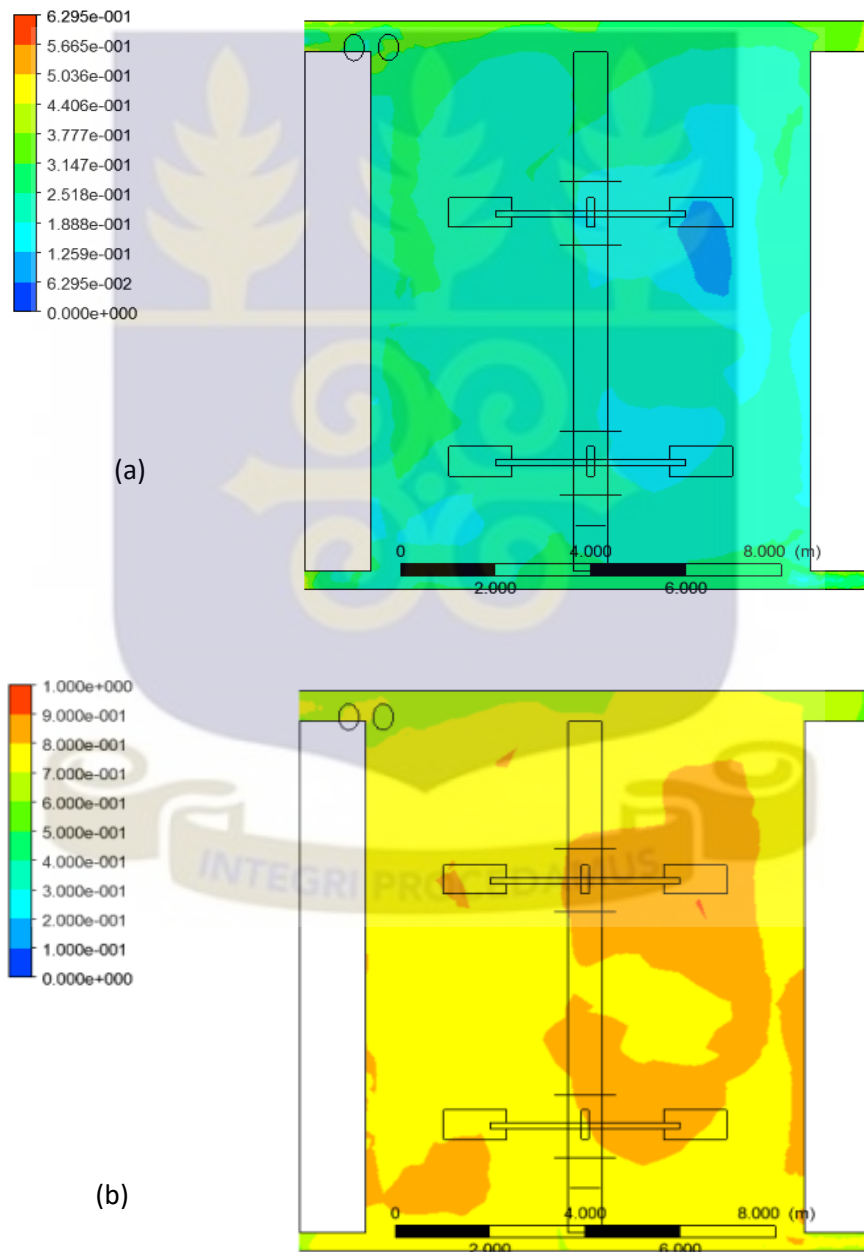 6.295e-001
5.665e-001
5.036e-001
4.406e-001
3.777e-001
3.147e-001
2.518e-001
1.888e-001
1.259e-001
6.295e-002
0.000e+000
(a)
0 4.000 8.000 (m)
2.000 6.000
1.000e+000
9.000e-001
8.000e-001
7.000e-001
6.000e-001
5.000e-001
4.000e-001
3.000e-001
2.000e-001
1.000e-001
0.000e+000
INTEGRI PROCEDAMUS
(b)
0 4.000 8.000 (m)
2.000 6.000